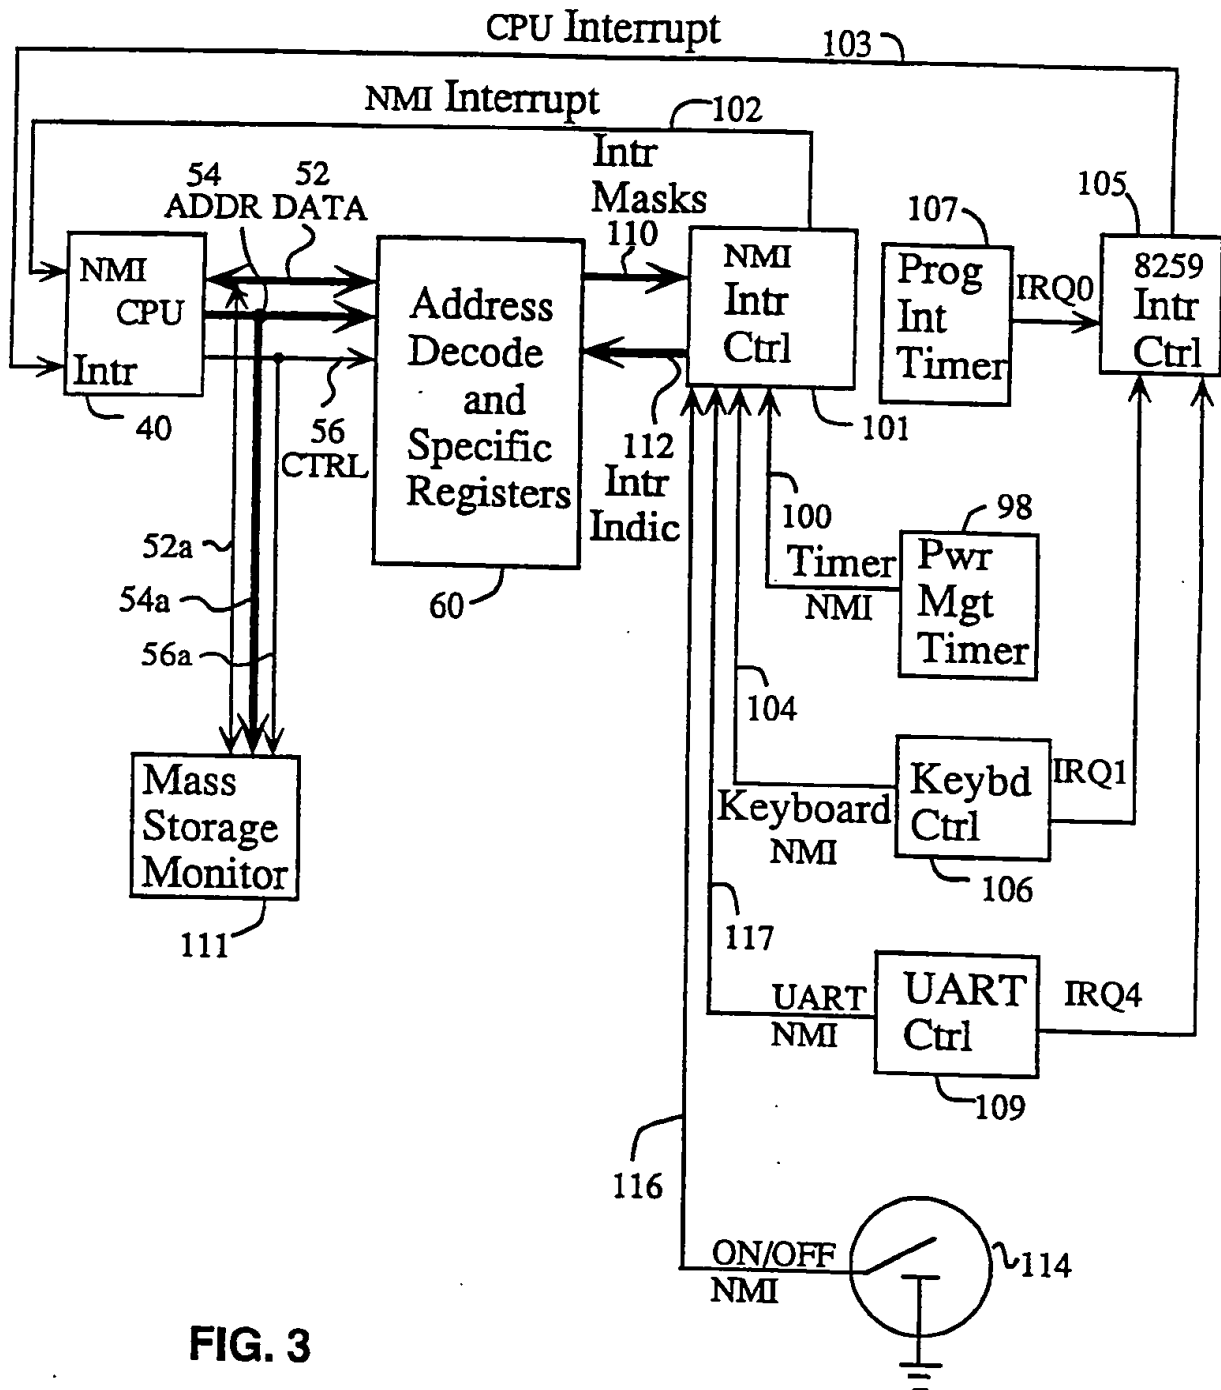 CPU Interrupt
103
NMI Interrupt
102
Intr
Masks
110
54
ADDR
52
DATA
107
105
NMI
CPU
Intr
40
Address
Decode
and
Specific
Registers
60
NMI
Intr
Ctrl
101
Prog
Int
Timer
IRQ0
8259
Intr
Ctrl
56
CTRL
112
Intr
Indic
52a
54a
56a
100
Timer
NMI
98
Pwr
Mgt
Timer
104
Mass
Storage
Monitor
111
Keyboard
NMI
Keybd
Ctrl
IRQ1
106
117
UART
NMI
UART
Ctrl
IRQ4
109
116
ON/OFF
NMI
114
FIG. 3